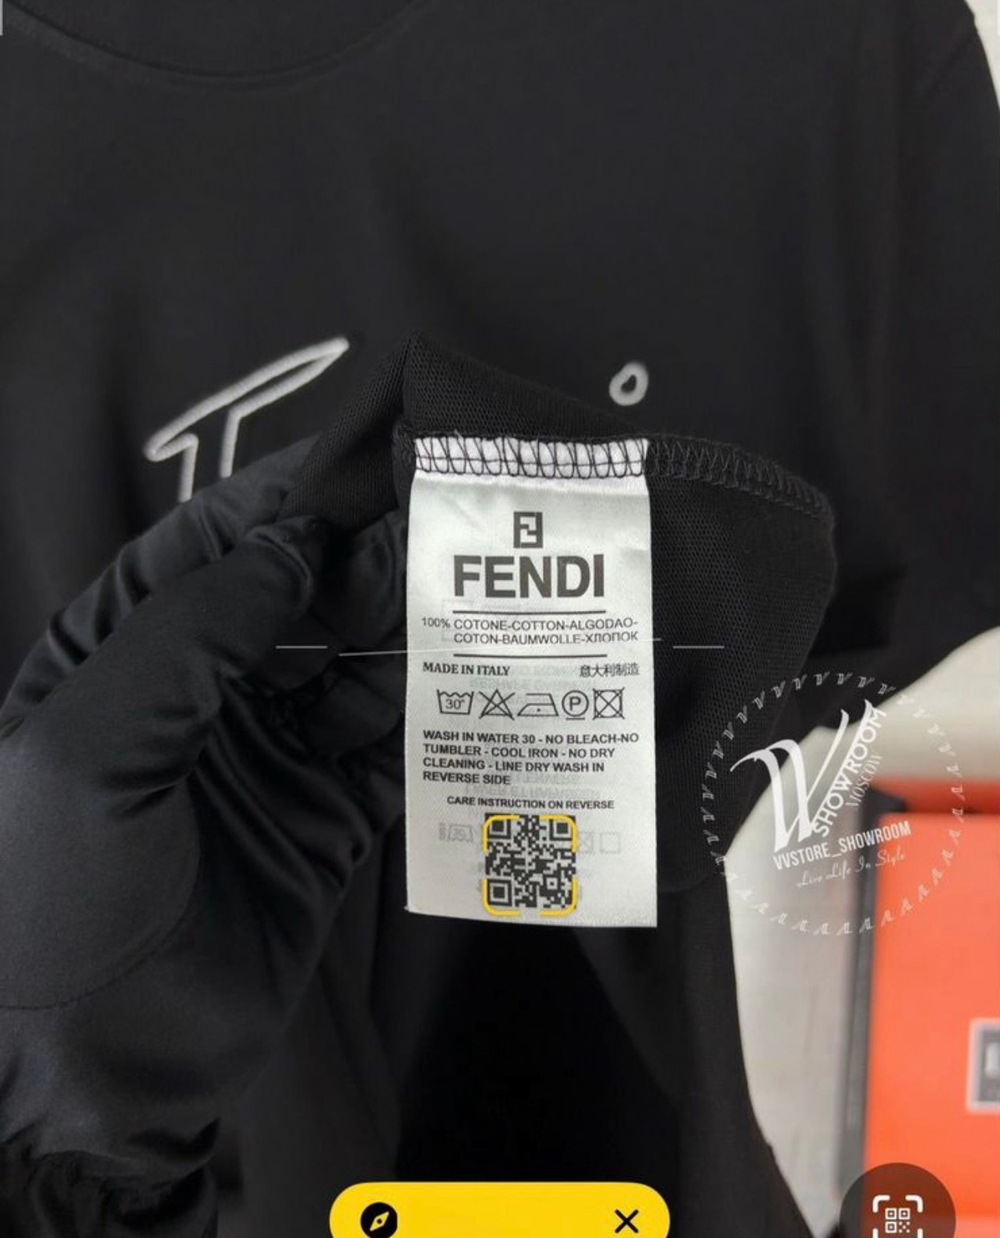 FENDI
100% COTONE-COTTON-ALGODAO-
COTON-BAUMWOLLE-ХЛОПОК
MADE IN ITALY 意大利制造
30°
P
WASH IN WATER 30 - NO BLEACH-NO
TUMBLER - COOL IRON - NO DRY
CLEANING - LINE DRY WASH IN
REVERSE SIDE
CARE INSTRUCTION ON REVERSE
SHOWROOM
MOSCOW
VVSTORE_SHOWROOM
Live Life In Style